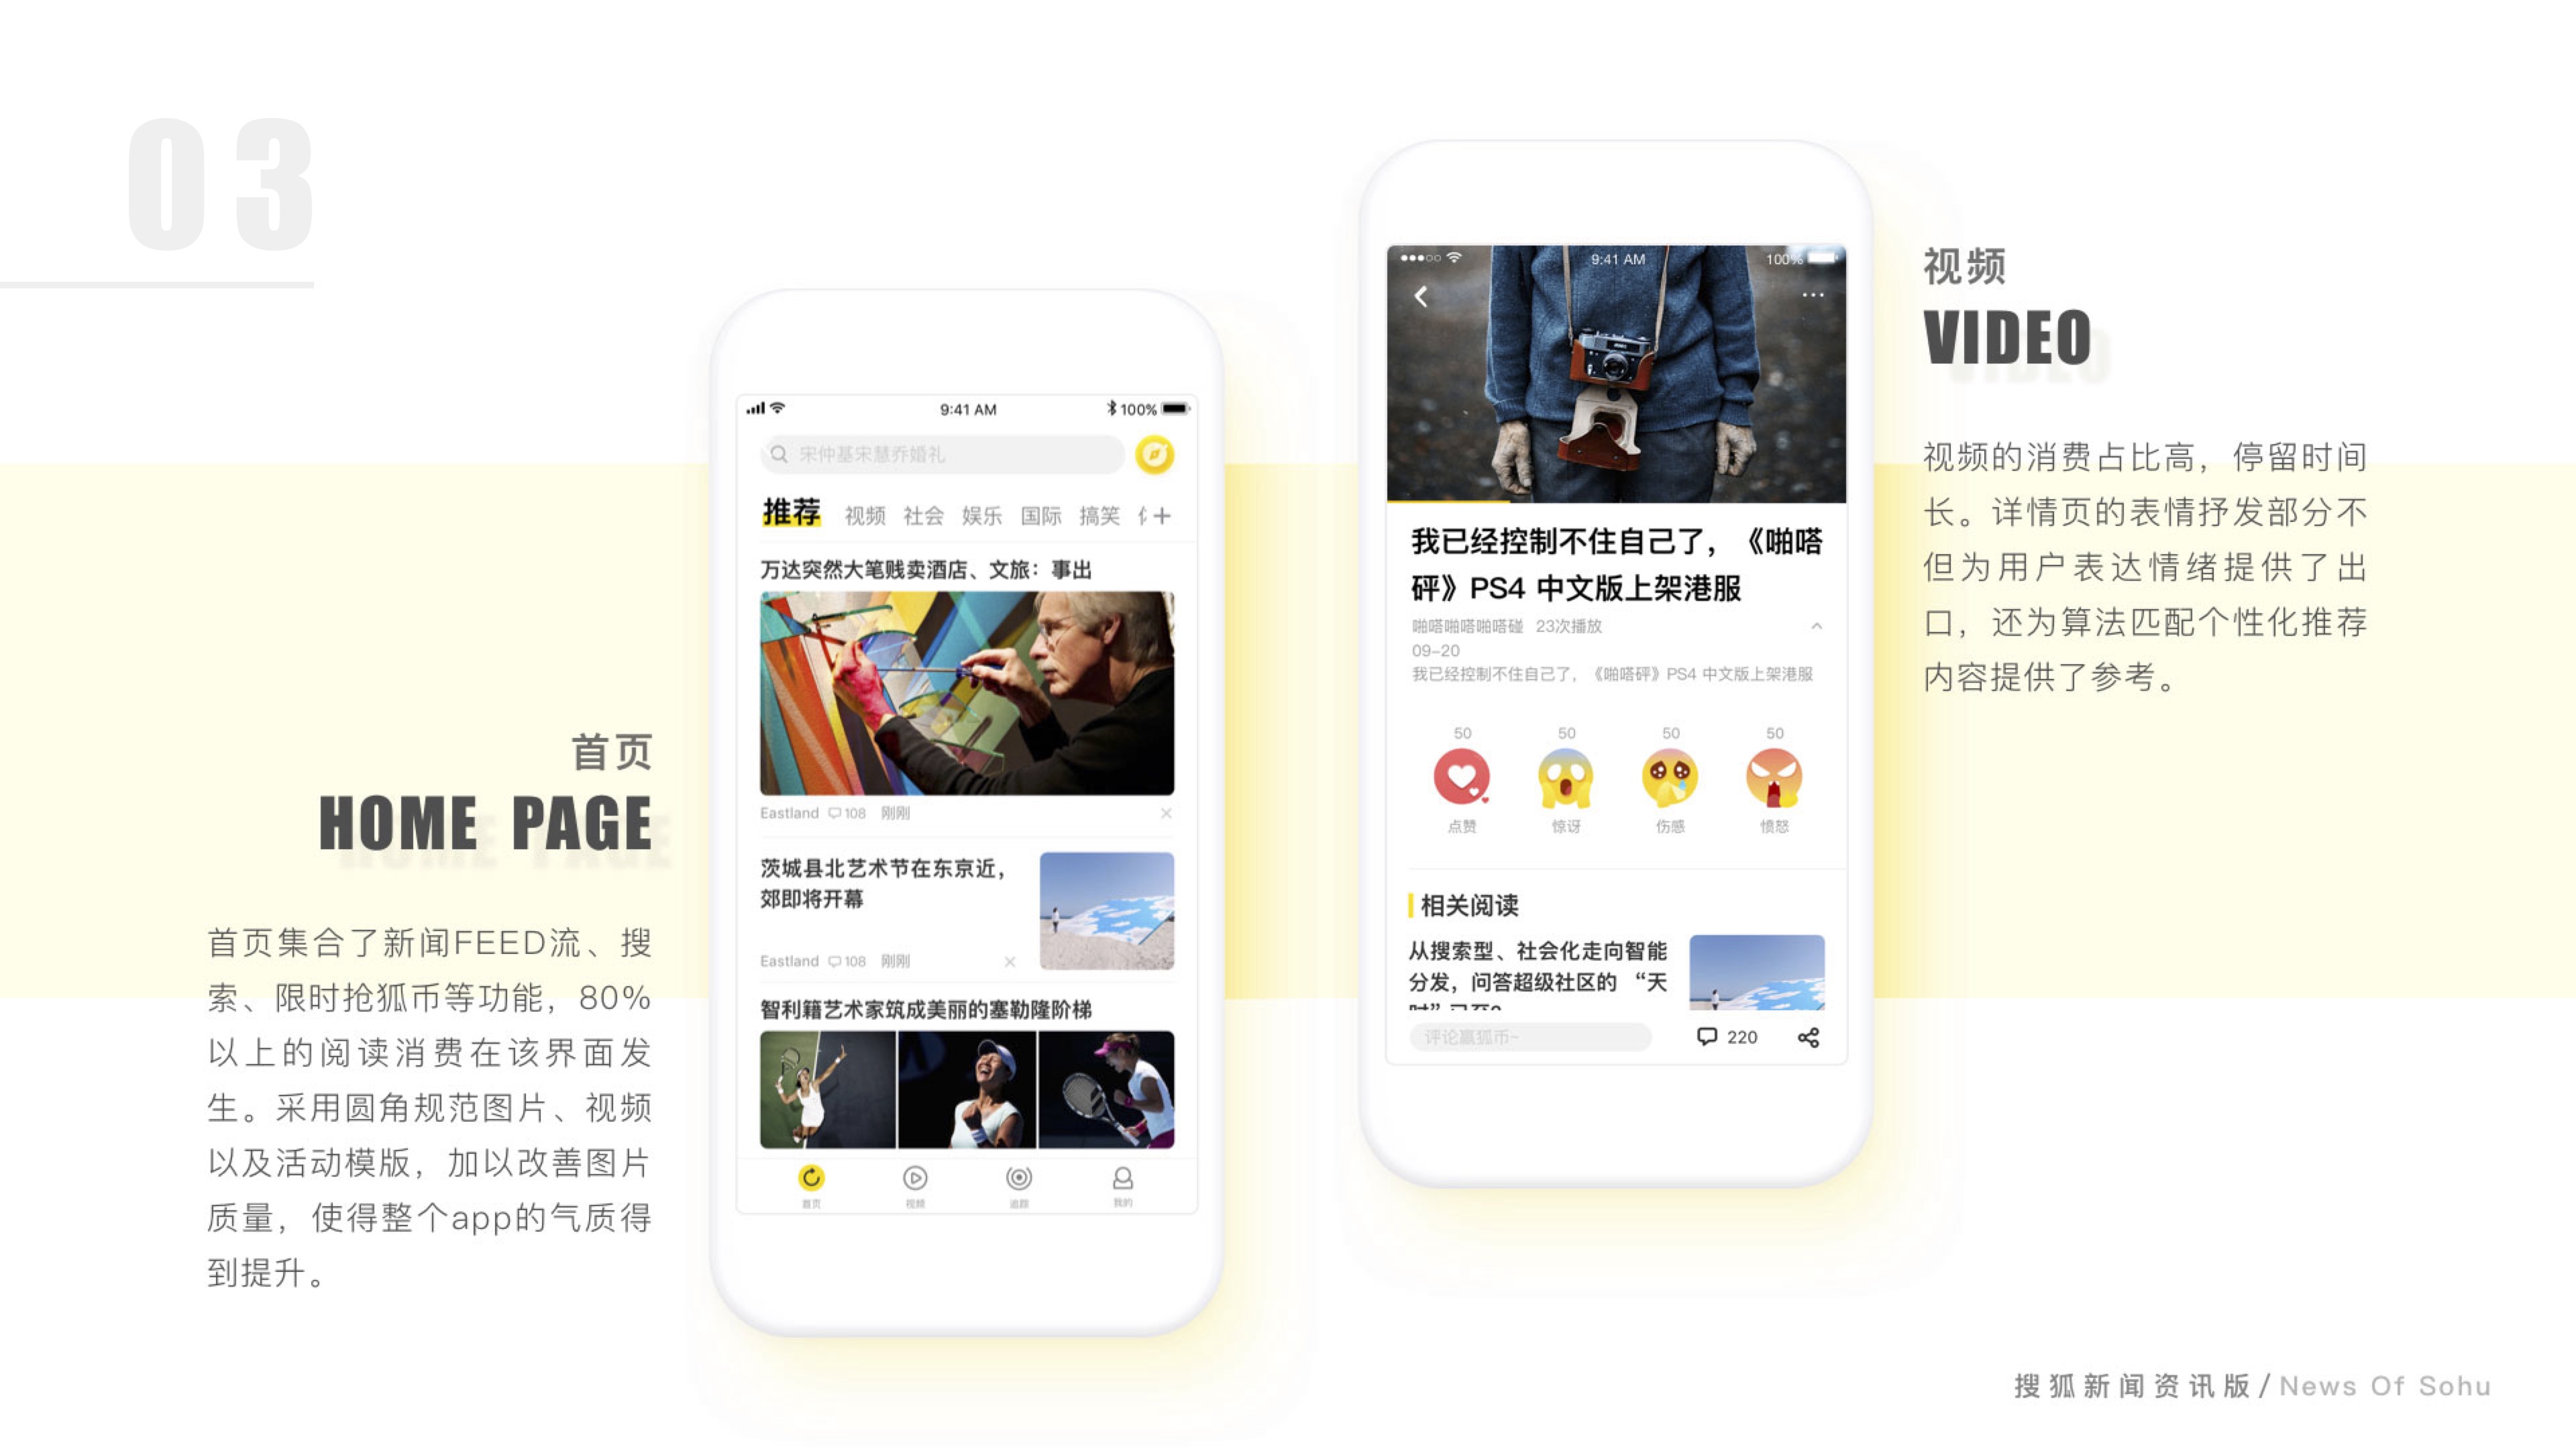 03
首页
HOME PAGE
首页集合了新闻FEED流、搜
索、限时抢狐币等功能，80%
以上的阅读消费在该界面发
生。采用圆角规范图片、视频
以及活动模版，加以改善图片
质量，使得整个app的气质得
到提升。
9:41 AM
100%
宋仲基宋慧乔婚礼
推荐 视频 社会 娱乐 国际 搞笑
万达突然大笔贱卖酒店、文旅：事出
Eastland 108 刚刚
茨城县北艺术节在东京近，
郊即将开幕
Eastland 108 刚刚
智利籍艺术家筑成美丽的塞勒隆阶梯
首页 视频 追踪 我的
9:41 AM
100%
我已经控制不住自己了，《啪嗒
砰》PS4 中文版上架港服
啪嗒啪嗒啪嗒碰 23次播放
09-20
我已经控制不住自己了，《啪嗒砰》PS4 中文版上架港服
50 50 50 50
点赞 惊讶 伤感 愤怒
相关阅读
从搜索型、社会化走向智能
分发，问答超级社区的 “天
评论赢狐币~
220
视频
VIDEO
视频的消费占比高，停留时间
长。详情页的表情抒发部分不
但为用户表达情绪提供了出
口，还为算法匹配个性化推荐
内容提供了参考。
搜狐新闻资讯版/News Of Sohu